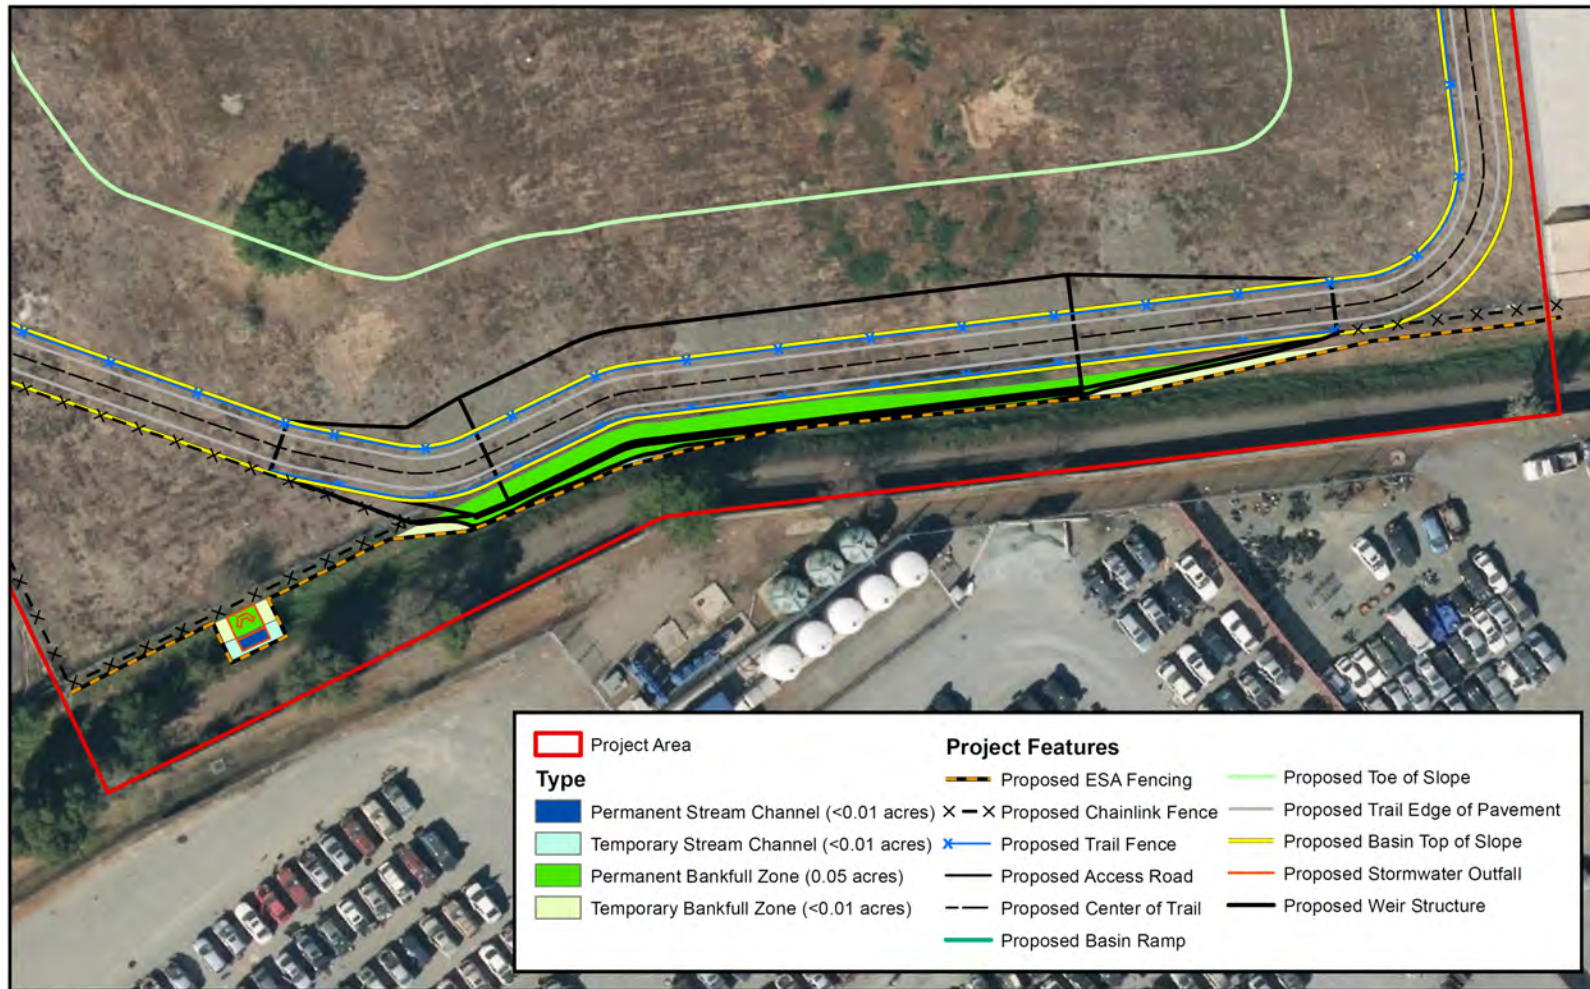 Project Area
Type
Permanent Stream Channel (<0.01 acres)
Temporary Stream Channel (<0.01 acres)
Permanent Bankfull Zone (0.05 acres)
Temporary Bankfull Zone (<0.01 acres)
Project Features
Proposed ESA Fencing
Proposed Chainlink Fence
Proposed Trail Fence
Proposed Access Road
Proposed Center of Trail
Proposed Basin Ramp
Proposed Toe of Slope
Proposed Trail Edge of Pavement
Proposed Basin Top of Slope
Proposed Stormwater Outfall
Proposed Weir Structure